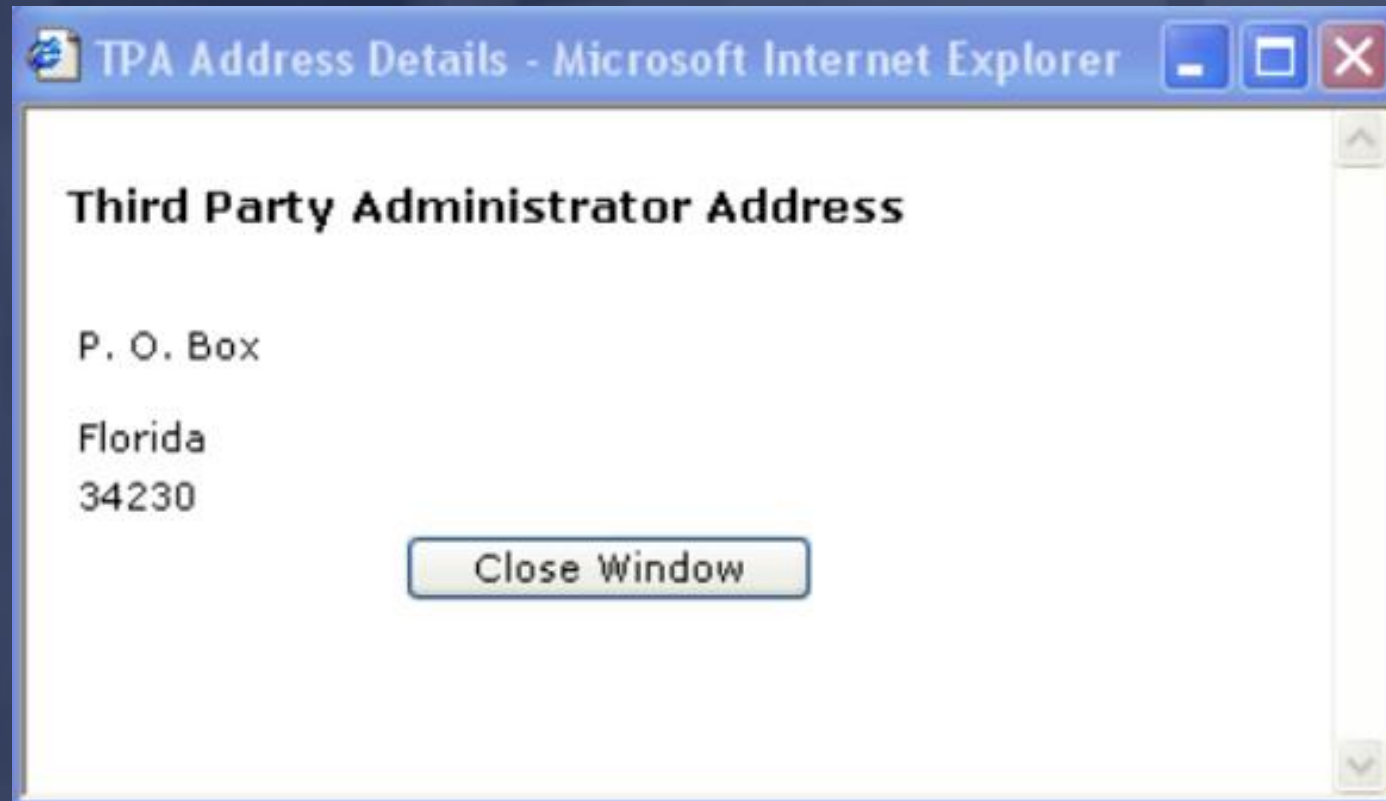 TPA Address Details - Microsoft Internet Explorer
Third Party Administrator Address
P. O. Box
Florida
34230
Close Window